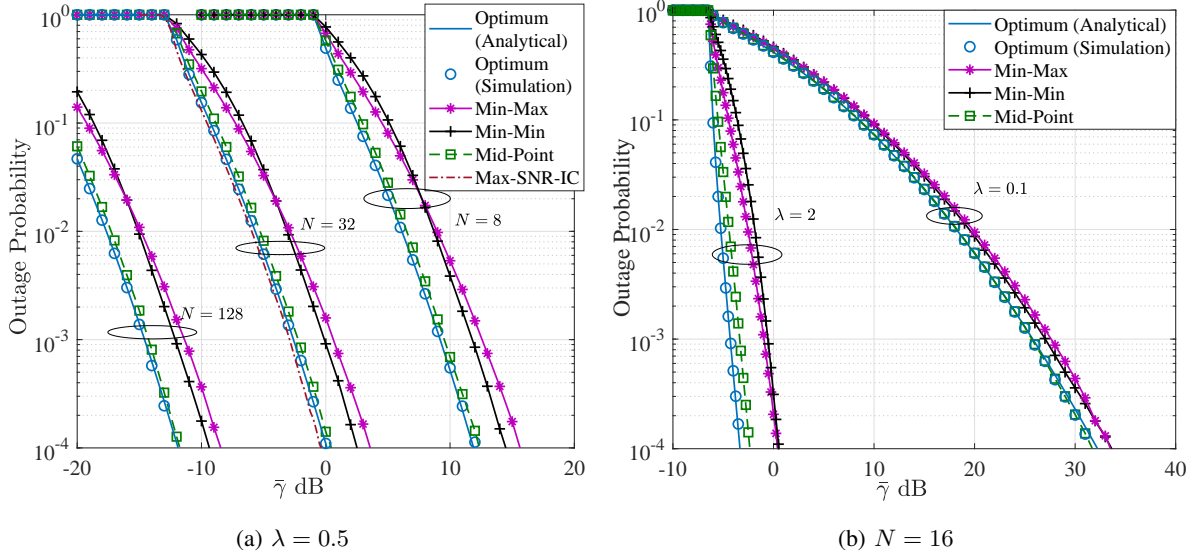 Outage Probability
10^0
10^-1
10^-2
10^-3
10^-4
-20
-10
0
10
20
γ̄ dB
N = 128
N = 32
N = 8
Optimum
(Analytical)
Optimum
(Simulation)
Min-Max
Min-Min
Mid-Point
Max-SNR-IC
(a) λ = 0.5
Outage Probability
10^0
10^-1
10^-2
10^-3
10^-4
-10
0
10
20
30
40
γ̄ dB
λ = 2
λ = 0.1
Optimum (Analytical)
Optimum (Simulation)
Min-Max
Min-Min
Mid-Point
(b) N = 16